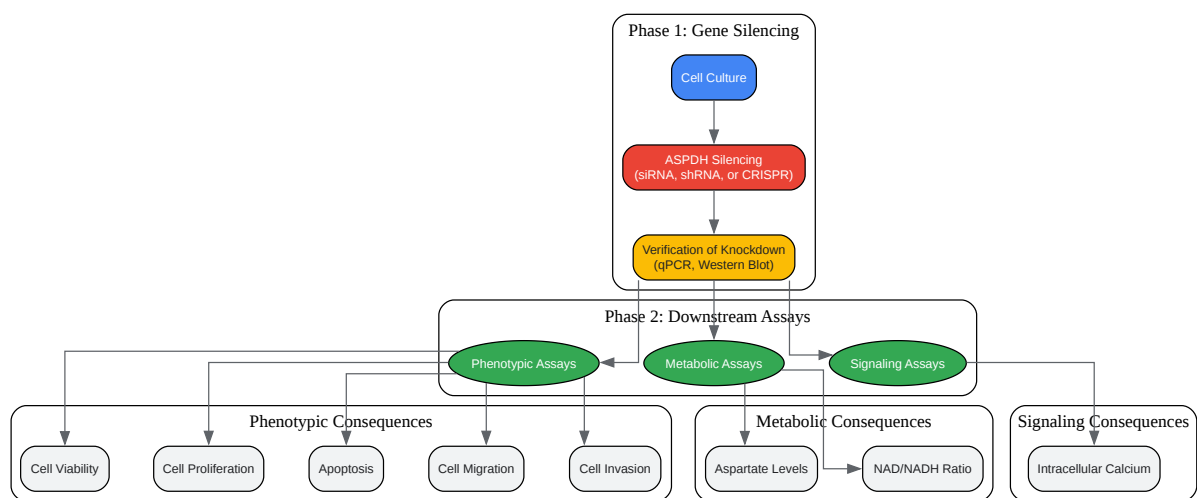 Phase 1: Gene Silencing
Cell Culture
ASPDH Silencing
(siRNA, shRNA, or CRISPR)
Verification of Knockdown
(qPCR, Western Blot)
Phase 2: Downstream Assays
Phenotypic Assays
Metabolic Assays
Signaling Assays
Phenotypic Consequences
Cell Viability
Cell Proliferation
Apoptosis
Cell Migration
Cell Invasion
Metabolic Consequences
Aspartate Levels
NAD/NADH Ratio
Signaling Consequences
Intracellular Calcium